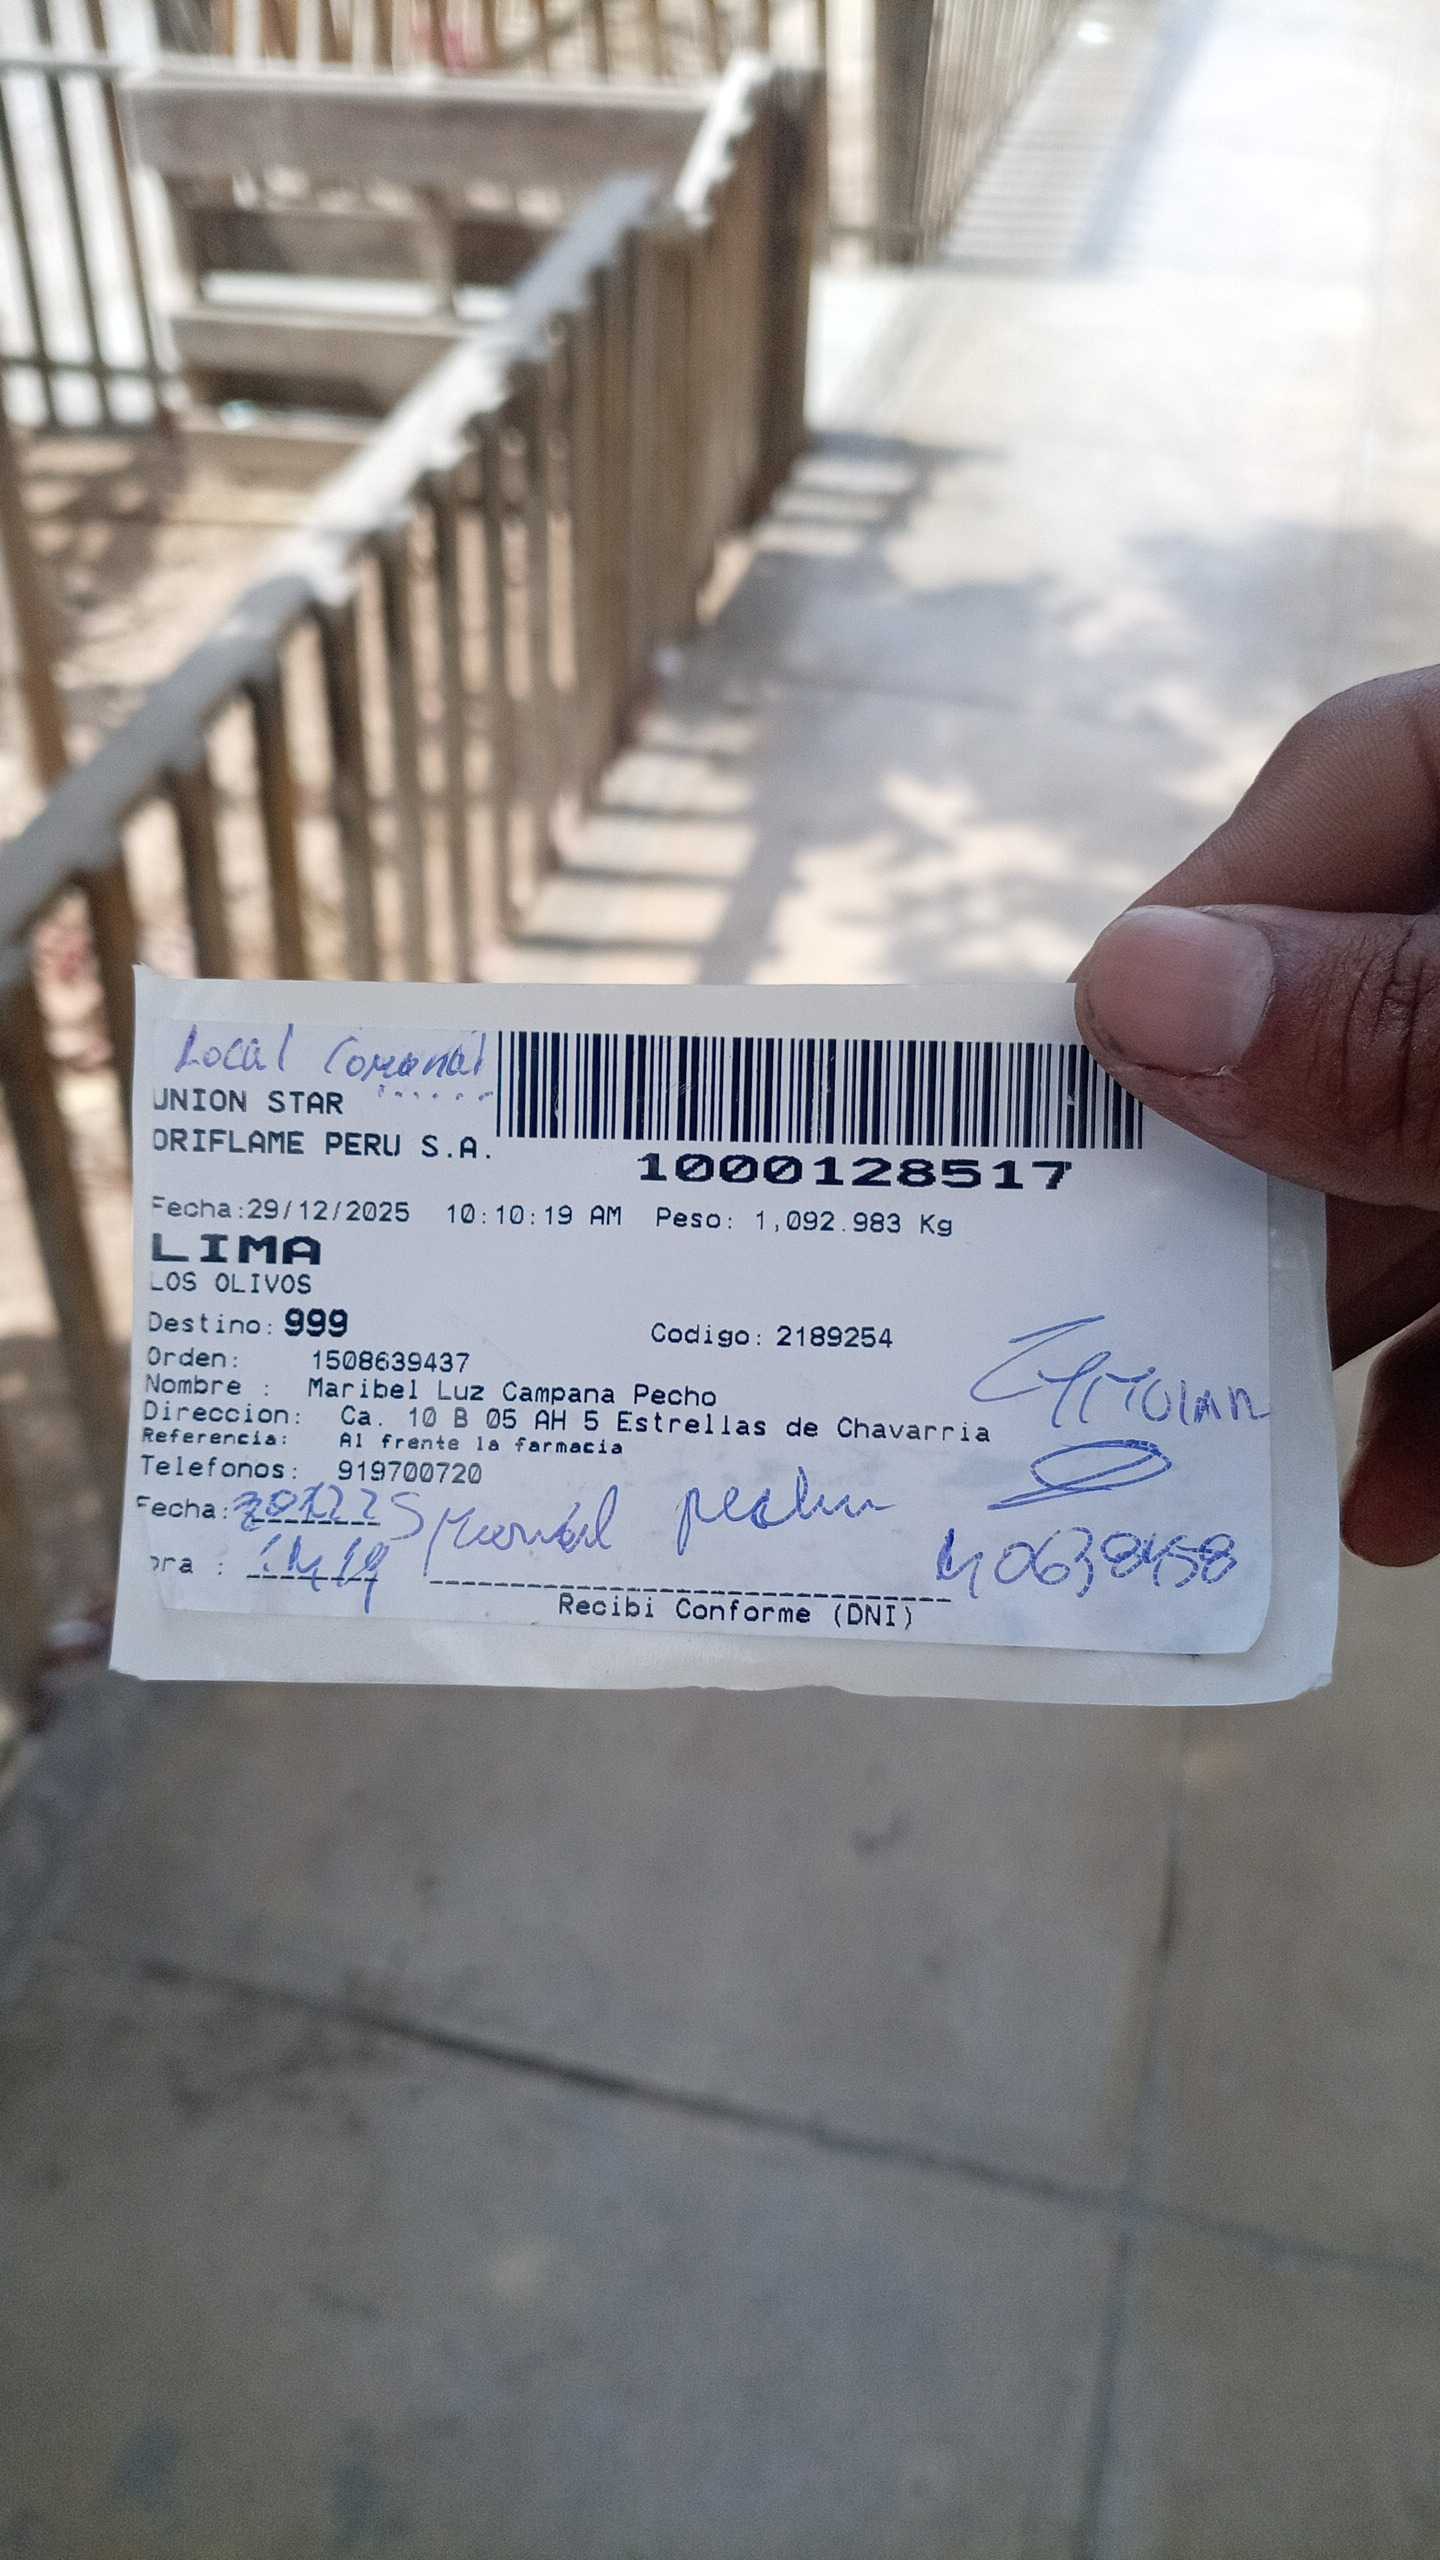 Local Comunal
UNION STAR
ORIFLAME PERU S.A.
1000128517
Fecha:29/12/2025 10:10:19 AM Peso: 1,092.983 Kg
LIMA
LOS OLIVOS
Destino: 999 Codigo: 2189254
Orden: 1508639437
Nombre : Maribel Luz Campana Pecho
Direccion: Ca. 10 B 05 AH 5 Estrellas de Chavarria
Referencia: Al frente la farmacia
Telefonos: 919700720
Fecha:
ora :
Recibi Conforme (DNI)